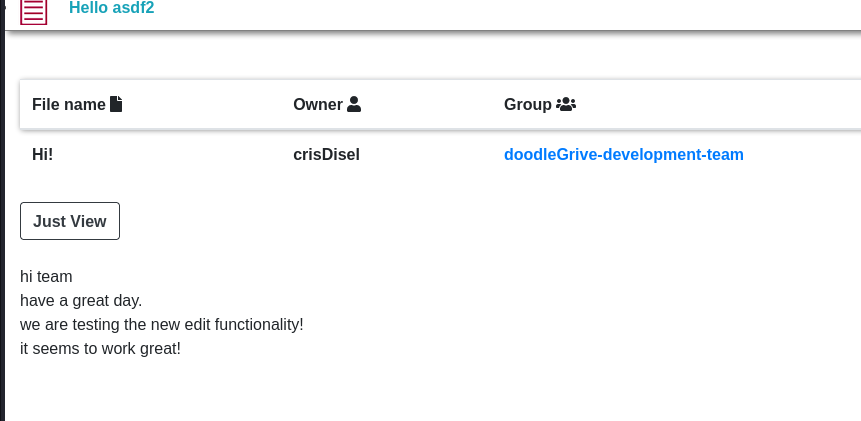 Hello asdf2
File name Owner Group
Hi! crisDisel doodleGrive-development-team
Just View
hi team
have a great day.
we are testing the new edit functionality!
it seems to work great!